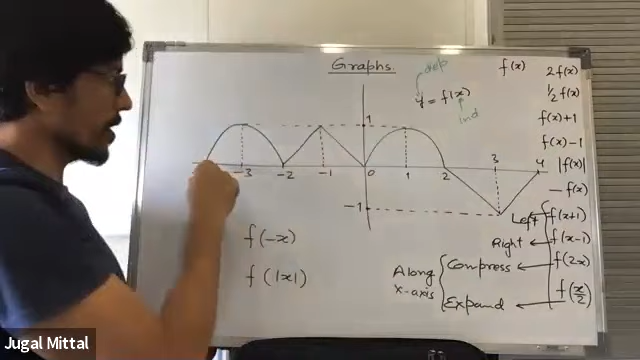 Graphs.
dep
y = f(x)
ind
f(x)
2f(x)
1/2 f(x)
f(x)+1
f(x)-1
|f(x)|
-f(x)
Left ← f(x+1)
Right ← f(x-1)
Along x-axis { Compress ← f(2x)
Expand ← f(x/2)
1
-3 -2 -1 0 1 2 3 4
-1
f(-x)
f(|x|)
Jugal Mittal